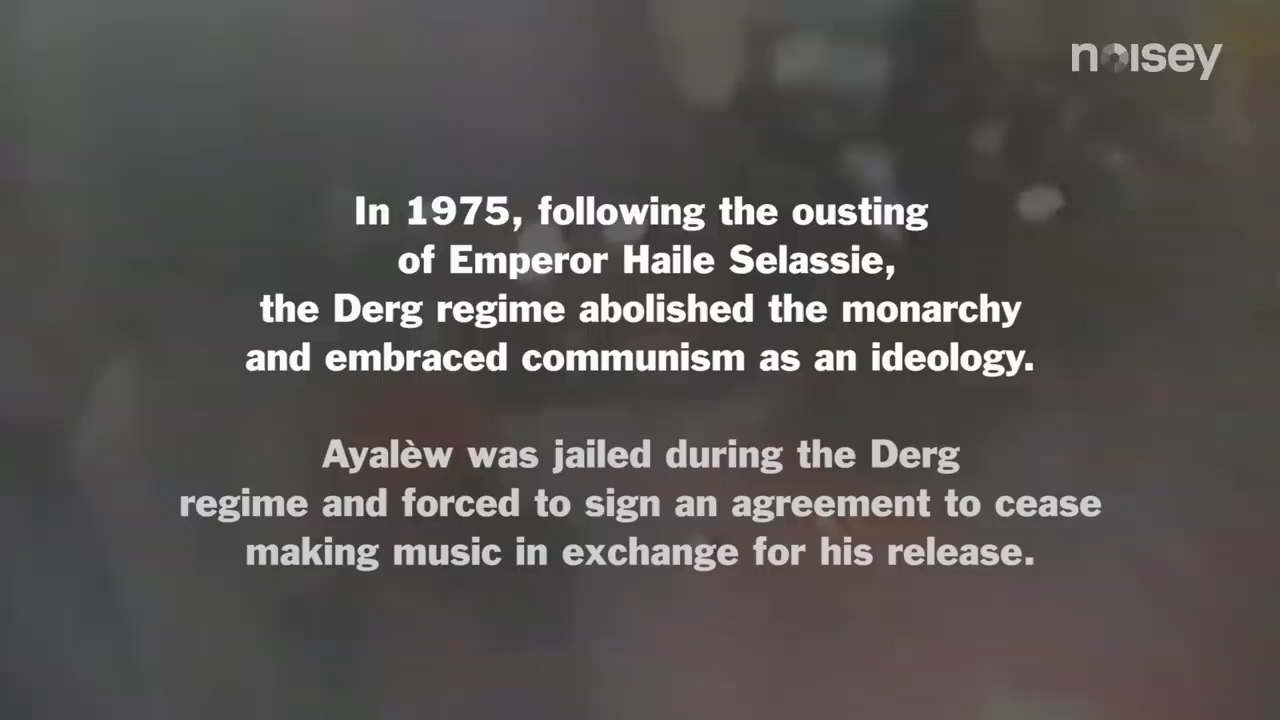 noisey
In 1975, following the ousting
of Emperor Haile Selassie,
the Derg regime abolished the monarchy
and embraced communism as an ideology.
Ayalèw was jailed during the Derg
regime and forced to sign an agreement to cease
making music in exchange for his release.